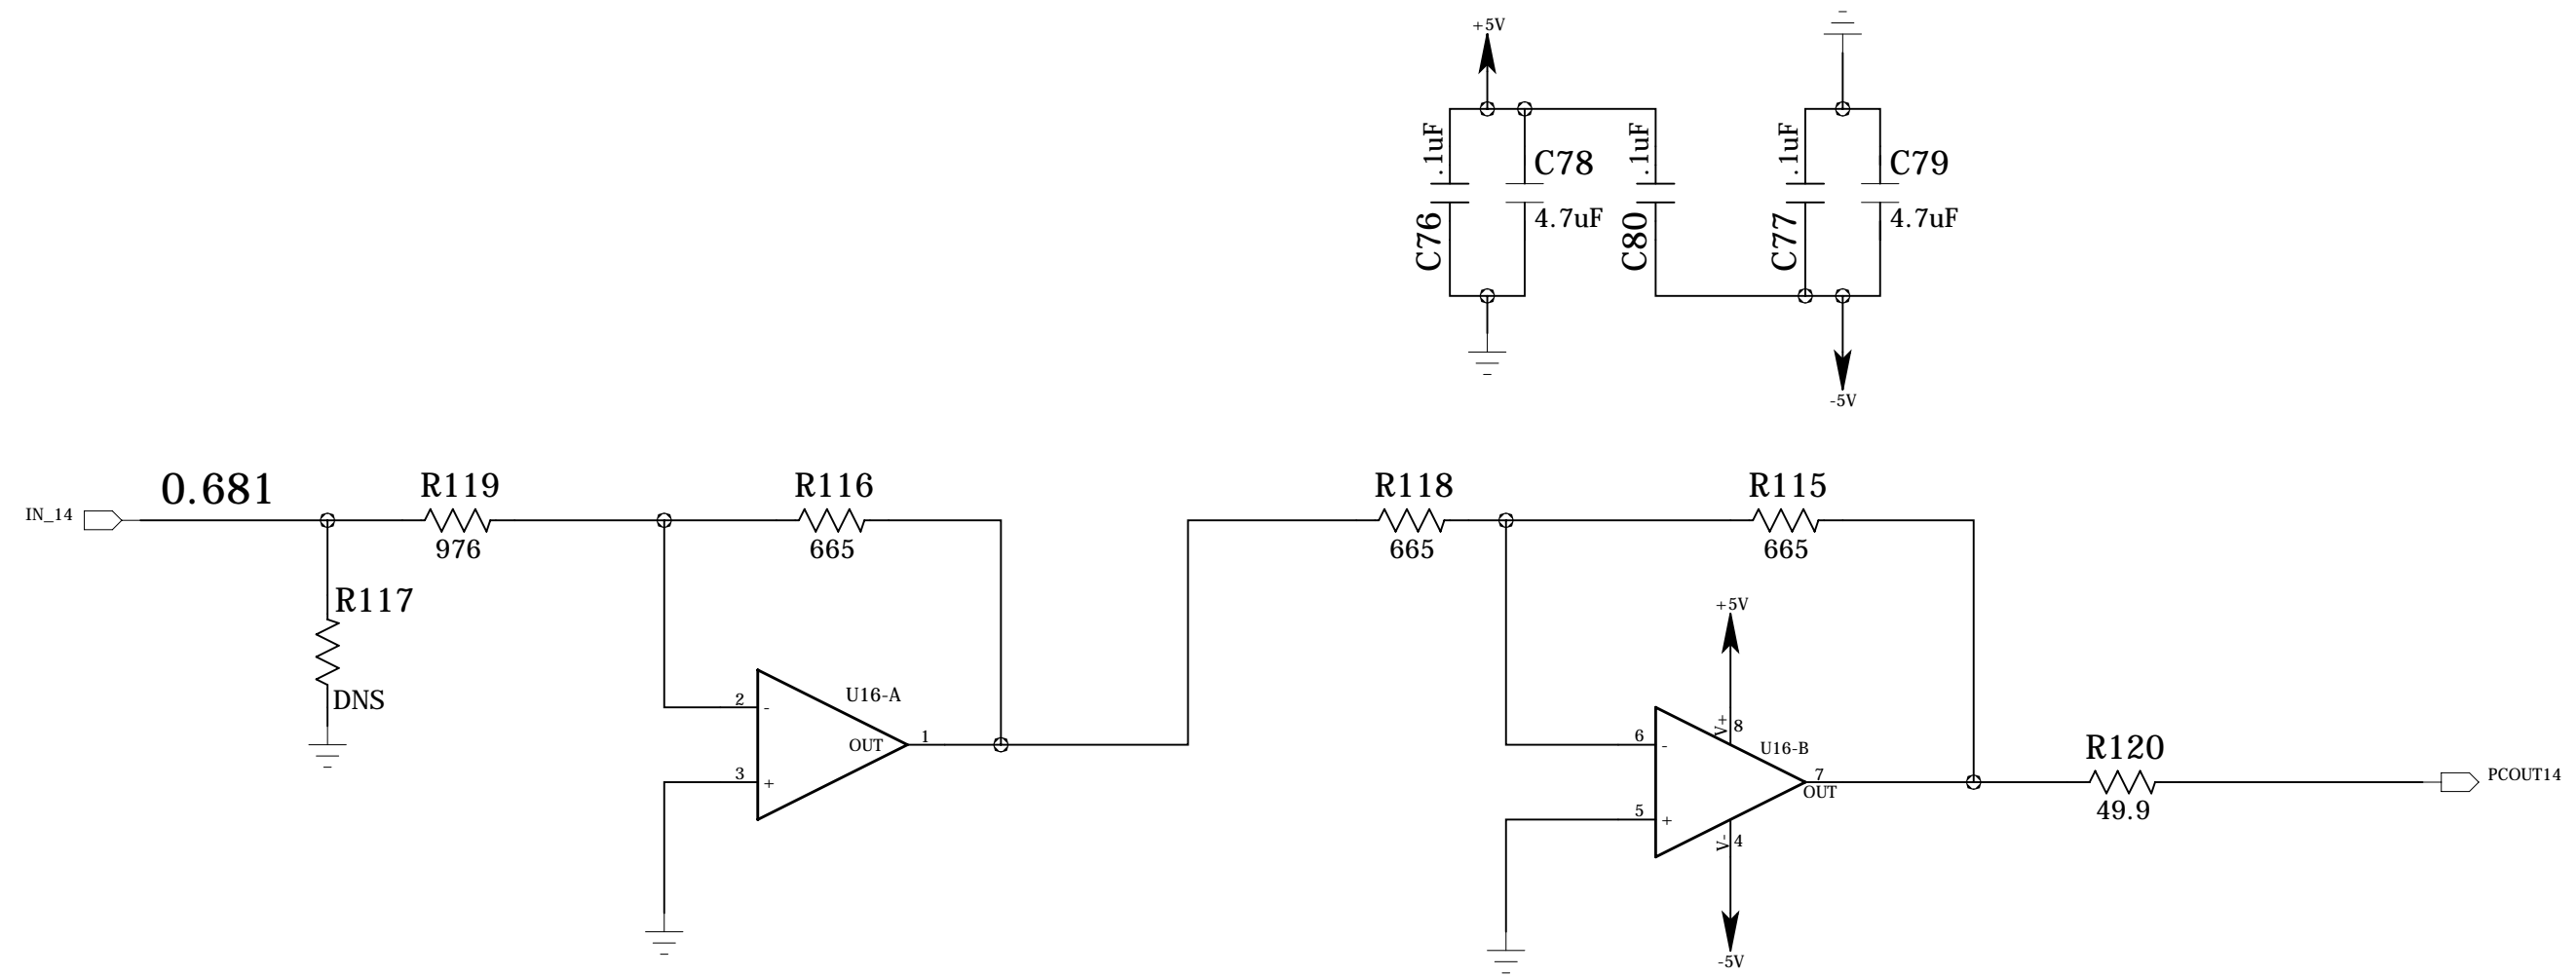 +5V
.1uF
C76
C78
4.7uF
.1uF
C80
.1uF
C77
C79
4.7uF
-5V
IN_14
0.681
R119
976
R116
665
R118
665
R115
665
R117
DNS
2
-
U16-A
OUT
1
3
+
+5V
V+
8
6
-
U16-B
7
OUT
5
+
V-
4
-5V
R120
49.9
PCOUT14